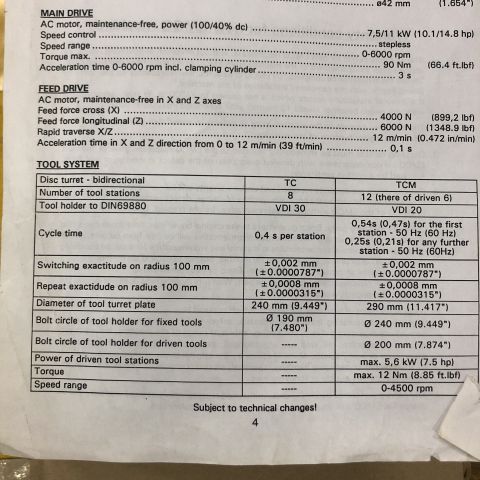 ø42 mm (1.654")
MAIN DRIVE
AC motor, maintenance-free, power (100/40% dc)
Speed control 7,5/11 kW (10.1/14.8 hp)
Speed range stepless
Torque max. 0-6000 rpm
Acceleration time 0-6000 rpm incl. clamping cylinder 90 Nm (66.4 ft.lbf)
3 s
FEED DRIVE
AC motor, maintenance-free in X and Z axes
Feed force cross (X)
Feed force longitudinal (Z) 4000 N (899,2 lbf)
Rapid traverse X/Z 6000 N (1348.9 lbf)
Acceleration time in X and Z direction from 0 to 12 m/min (39 ft/min) 12 m/min (0.472 in/min)
0,1 s
TOOL SYSTEM
Disc turret - bidirectional TC TCM
Number of tool stations 8 12 (there of driven 6)
Tool holder to DIN69880 VDI 30 VDI 20
Cycle time 0,4 s per station 0,54s (0,47s) for the first
station - 50 Hz (60 Hz)
0,25s (0,21s) for any further
station - 50 Hz (60Hz)
Switching exactitude on radius 100 mm ±0,002 mm ±0,002 mm
(±0.0000787") (±0.0000787")
Repeat exactidude on radius 100 mm ±0,0008 mm ±0,0008 mm
(±0.0000315") (±0.0000315")
Diameter of tool turret plate 240 mm (9.449") 290 mm (11.417")
Bolt circle of tool holder for fixed tools Ø 190 mm Ø 240 mm (9.449")
(7.480")
Bolt circle of tool holder for driven tools ----- Ø 200 mm (7.874")
Power of driven tool stations ----- max. 5,6 kW (7.5 hp)
Torque ----- max. 12 Nm (8.85 ft.lbf)
Speed range ----- 0-4500 rpm
Subject to technical changes!
4